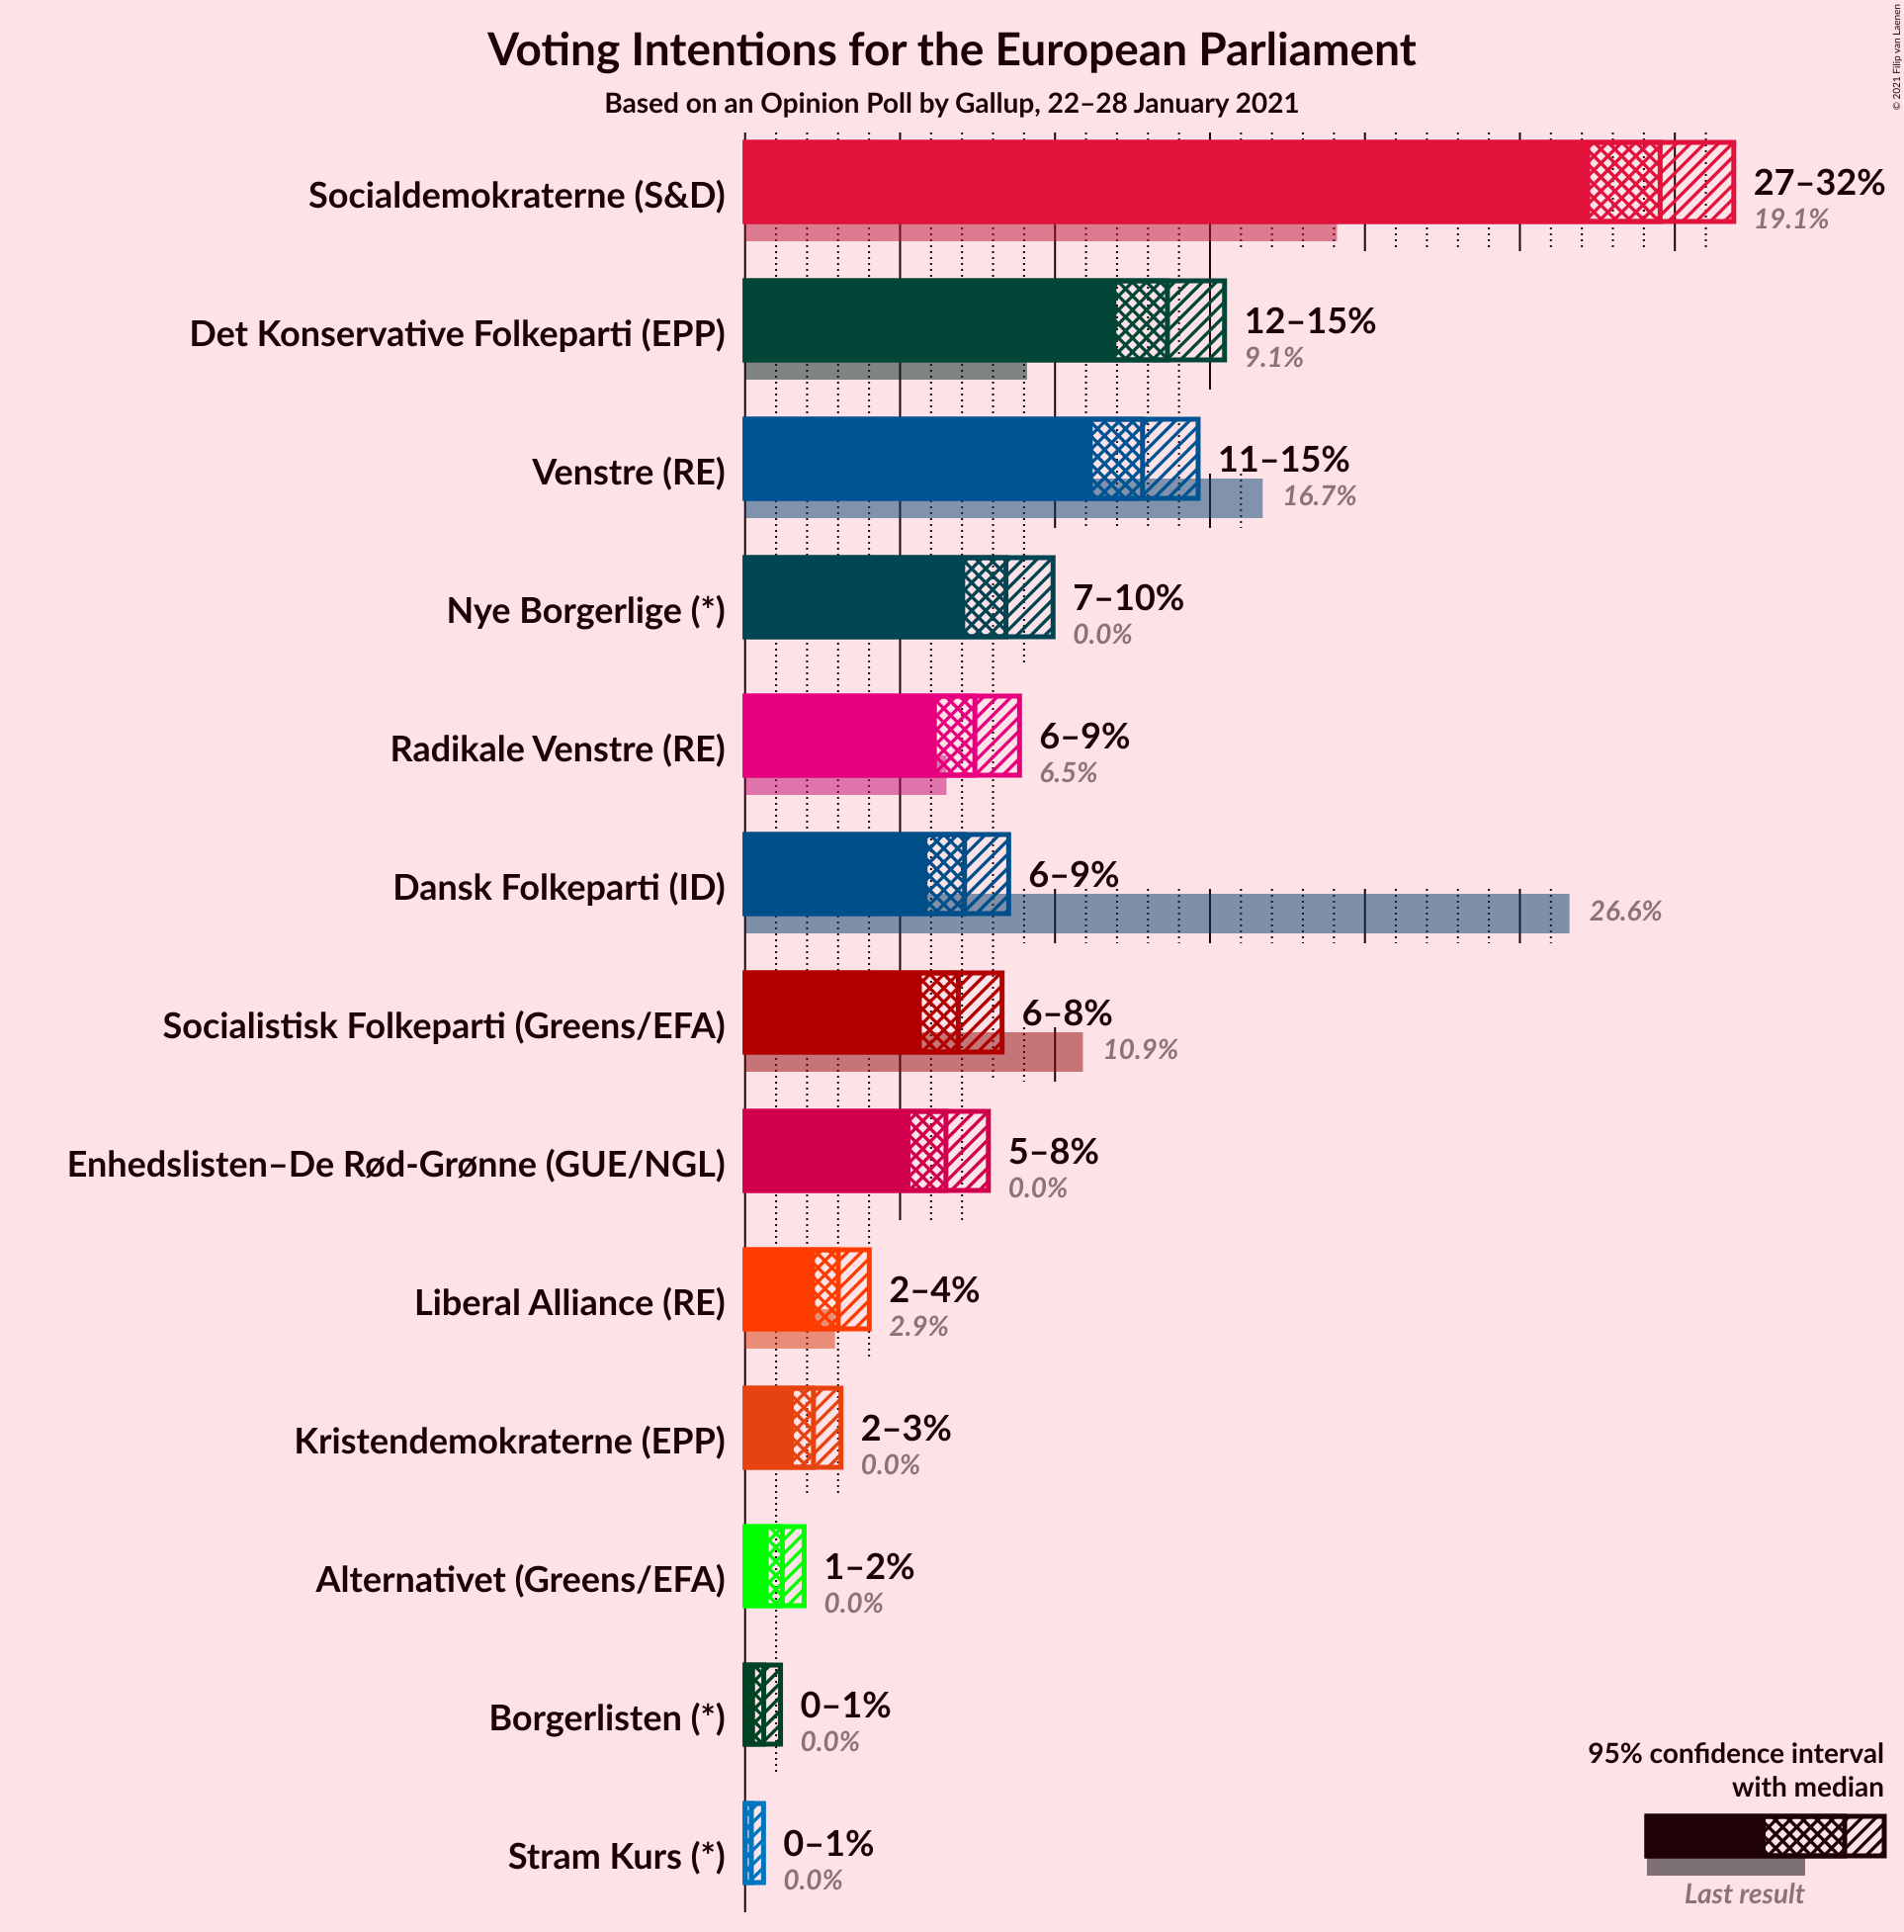 Voting Intentions for the European Parliament
Based on an Opinion Poll by Gallup, 22–28 January 2021
© 2021 Filip van Laenen
Socialdemokraterne (S&D)
27–32%
19.1%
Det Konservative Folkeparti (EPP)
12–15%
9.1%
Venstre (RE)
11–15%
16.7%
Nye Borgerlige (*)
7–10%
0.0%
Radikale Venstre (RE)
6–9%
6.5%
Dansk Folkeparti (ID)
6–9%
26.6%
Socialistisk Folkeparti (Greens/EFA)
6–8%
10.9%
Enhedslisten–De Rød-Grønne (GUE/NGL)
5–8%
0.0%
Liberal Alliance (RE)
2–4%
2.9%
Kristendemokraterne (EPP)
2–3%
0.0%
Alternativet (Greens/EFA)
1–2%
0.0%
Borgerlisten (*)
0–1%
0.0%
Stram Kurs (*)
0–1%
0.0%
95% confidence interval
with median
Last result